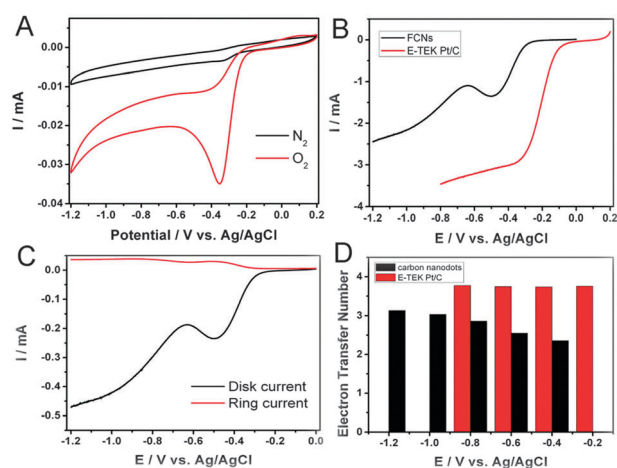 A
0.00
-0.01
-0.02
-0.03
-0.04
I / mA
N2
O2
-1.2 -1.0 -0.8 -0.6 -0.4 -0.2 0.0 0.2
Potential / V vs. Ag/AgCl
B
FCNs
E-TEK Pt/C
0
-1
-2
-3
-4
I / mA
-1.2 -1.0 -0.8 -0.6 -0.4 -0.2 0.0 0.2
E / V vs. Ag/AgCl
C
0.0
-0.1
-0.2
-0.3
-0.4
-0.5
I / mA
Disk current
Ring current
-1.2 -1.0 -0.8 -0.6 -0.4 -0.2 0.0
E / V vs. Ag/AgCl
D
carbon nanodots
E-TEK Pt/C
4
3
2
1
0
Electron Transfer Number
-1.2 -1.0 -0.8 -0.6 -0.4 -0.2
E / V vs. Ag/AgCl